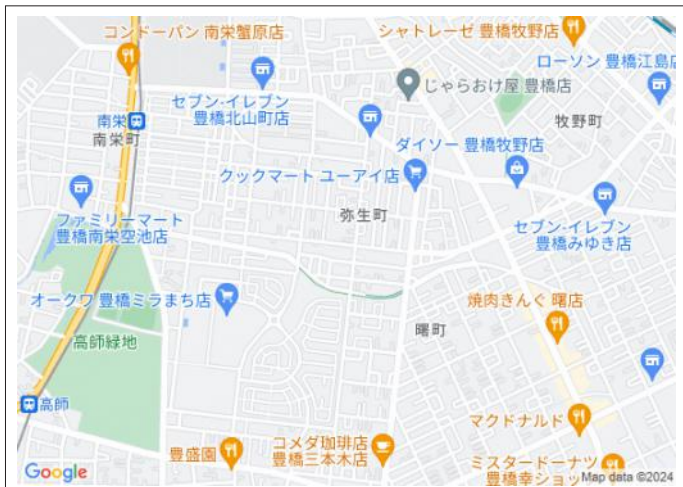 コンドーパン 南栄蟹原店
シャトレーゼ 豊橋牧野店
ローソン 豊橋江島店
じゃらおけ屋 豊橋店
セブン-イレブン
豊橋北山町店
南栄
南栄町
牧野町
ダイソー 豊橋牧野店
クックマート ユーアイ店
弥生町
ファミリーマート
豊橋南栄空池店
セブン-イレブン
豊橋みゆき店
オークワ 豊橋ミラまち店
焼肉きんぐ 曙店
曙町
高師緑地
高師
マクドナルド
豊盛園
コメダ珈琲店
豊橋三本木店
ミスタードーナツ
豊橋幸ショッ
Google
Map data ©2024